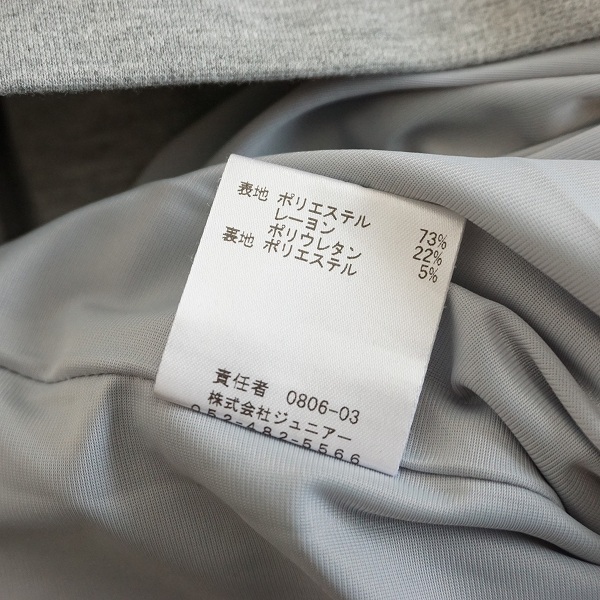 表地 ポリエステル 73%
レーヨン 22%
ポリウレタン 5%
裏地 ポリエステル
責任者 0806-03
株式会社ジュニアー
052-482-5566